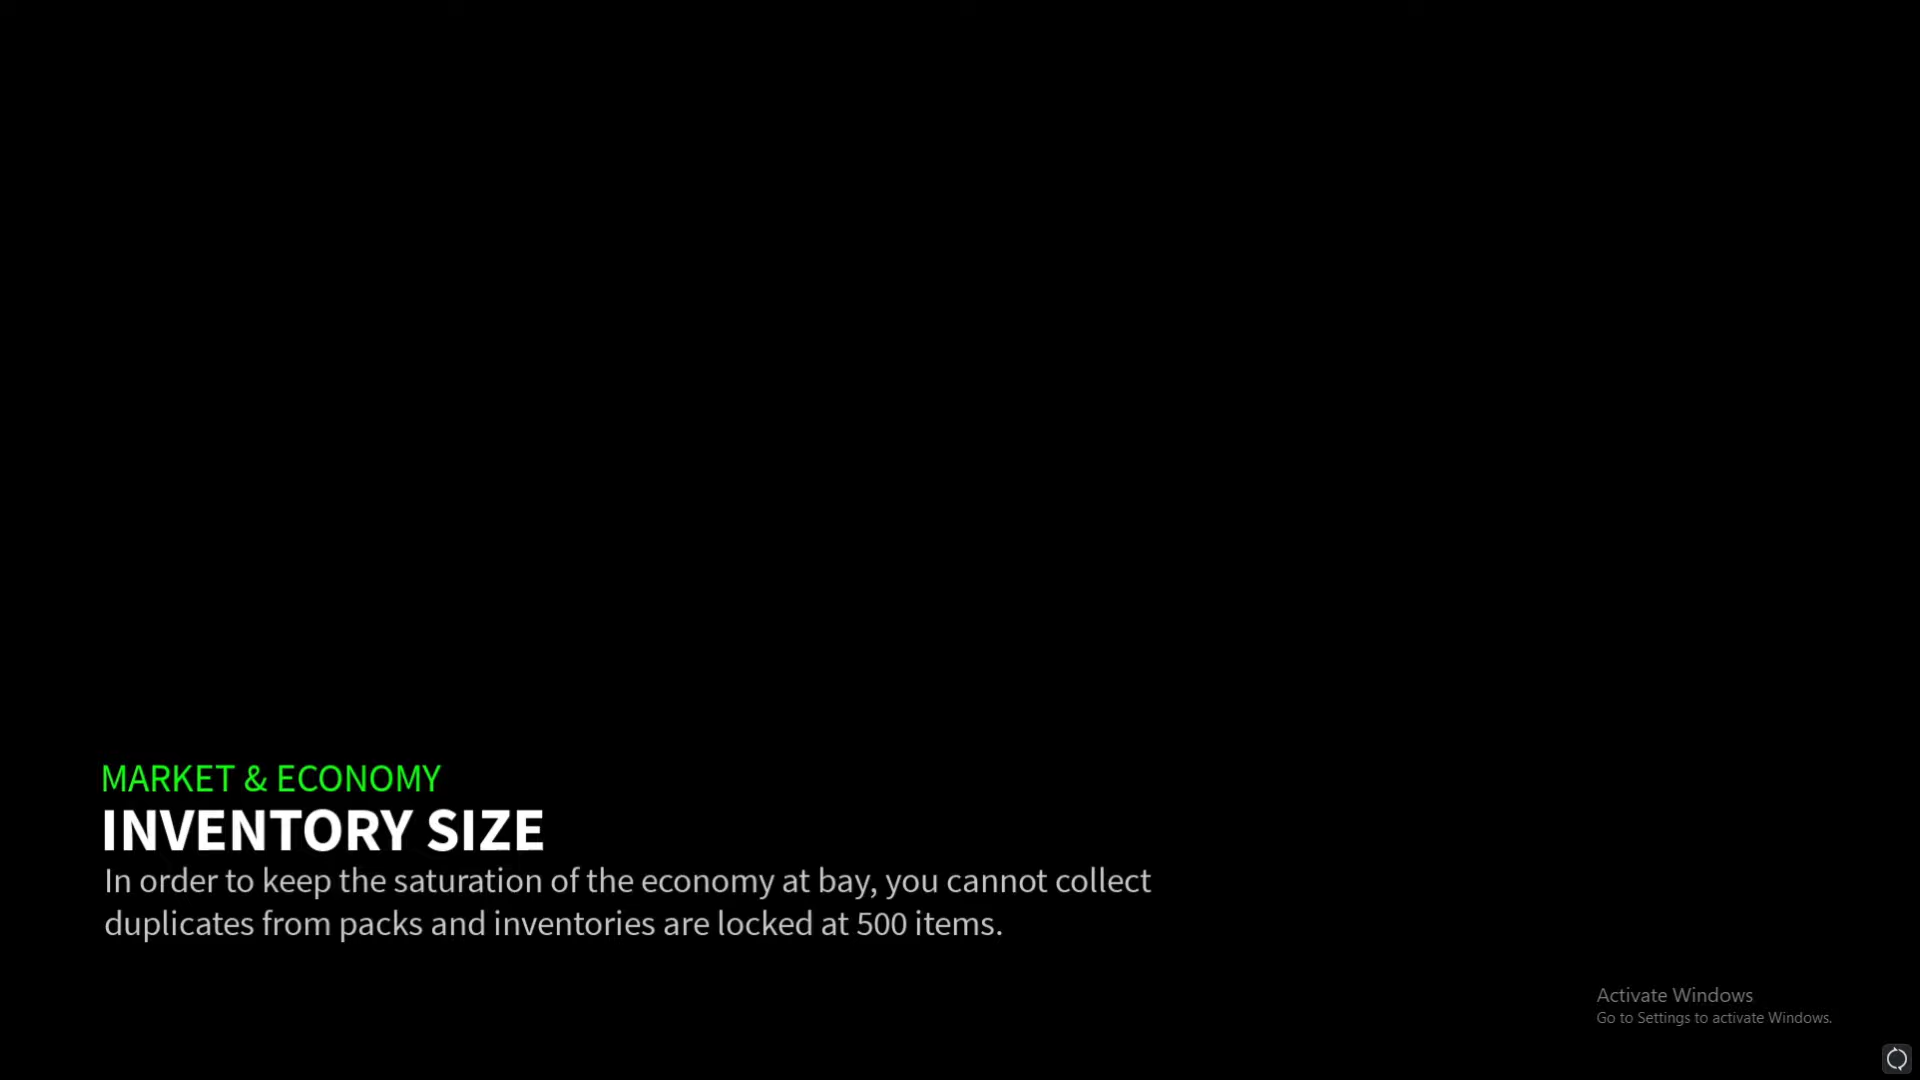 MARKET & ECONOMY
INVENTORY SIZE
In order to keep the saturation of the economy at bay, you cannot collect
duplicates from packs and inventories are locked at 500 items.
Activate Windows
Go to Settings to activate Windows.